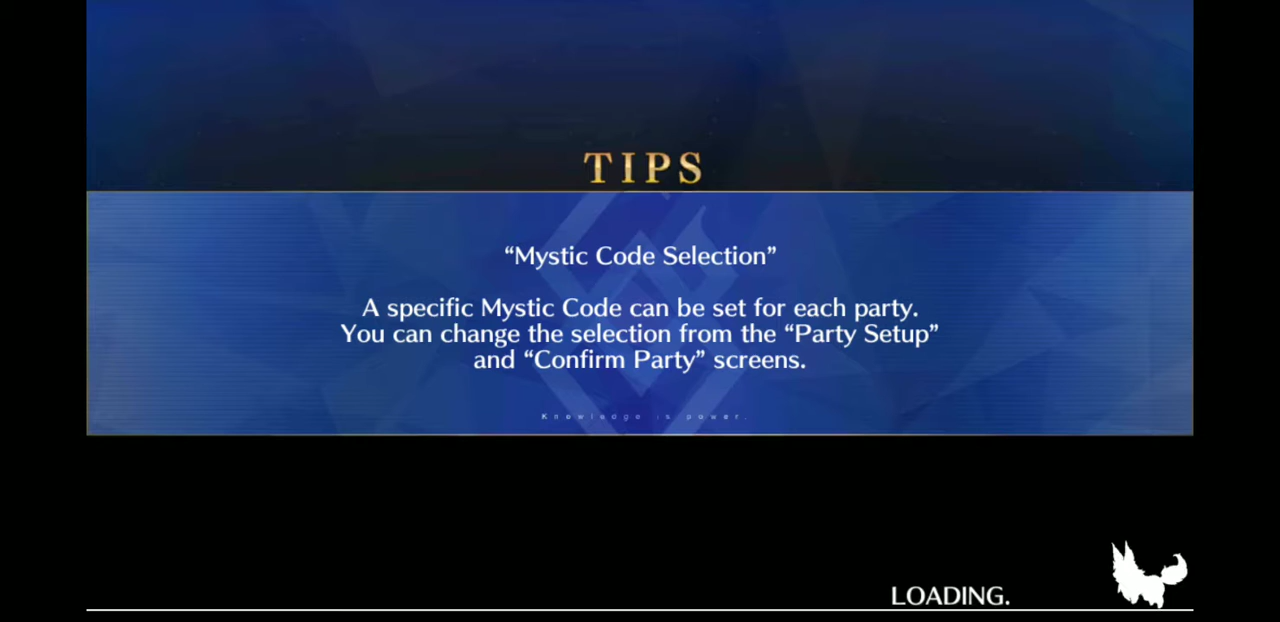 TIPS
“Mystic Code Selection”
A specific Mystic Code can be set for each party.
You can change the selection from the “Party Setup”
and “Confirm Party” screens.
Knowledge is power.
LOADING.